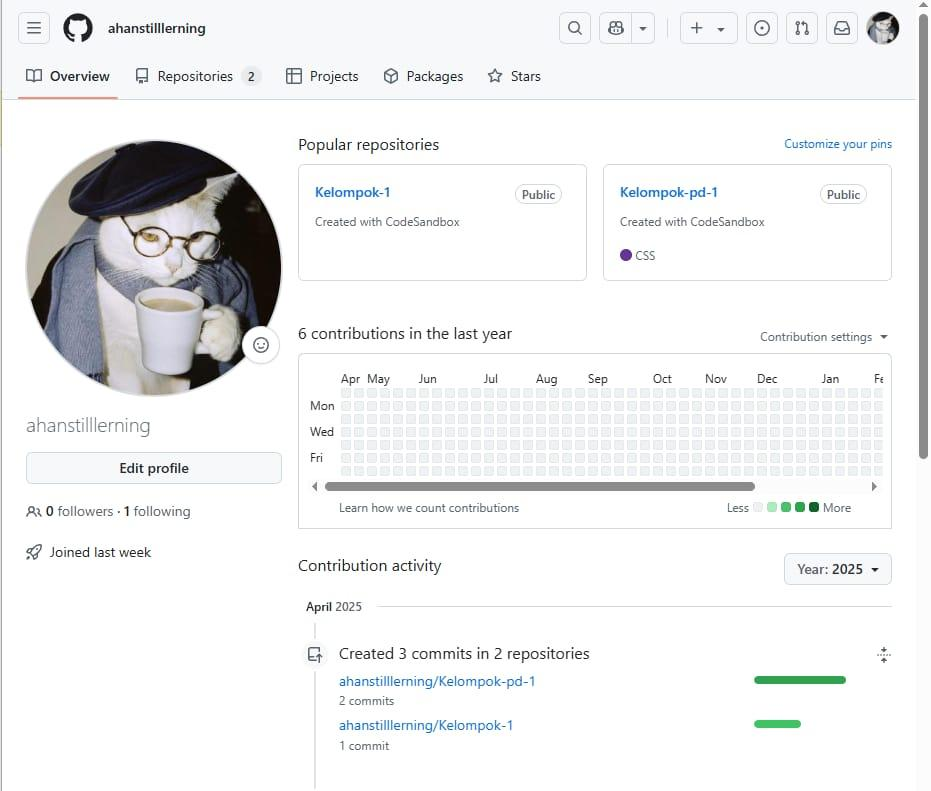 ahanstilllerning
Overview
Repositories 2
Projects
Packages
Stars
Popular repositories
Customize your pins
Kelompok-1
Public
Created with CodeSandbox
Kelompok-pd-1
Public
Created with CodeSandbox
CSS
6 contributions in the last year
Contribution settings
Apr May Jun Jul Aug Sep Oct Nov Dec Jan
Mon
Wed
Fri
Learn how we count contributions
Less
More
ahanstilllerning
Edit profile
0 followers · 1 following
Joined last week
Contribution activity
Year: 2025
April 2025
Created 3 commits in 2 repositories
ahanstilllerning/Kelompok-pd-1
2 commits
ahanstilllerning/Kelompok-1
1 commit